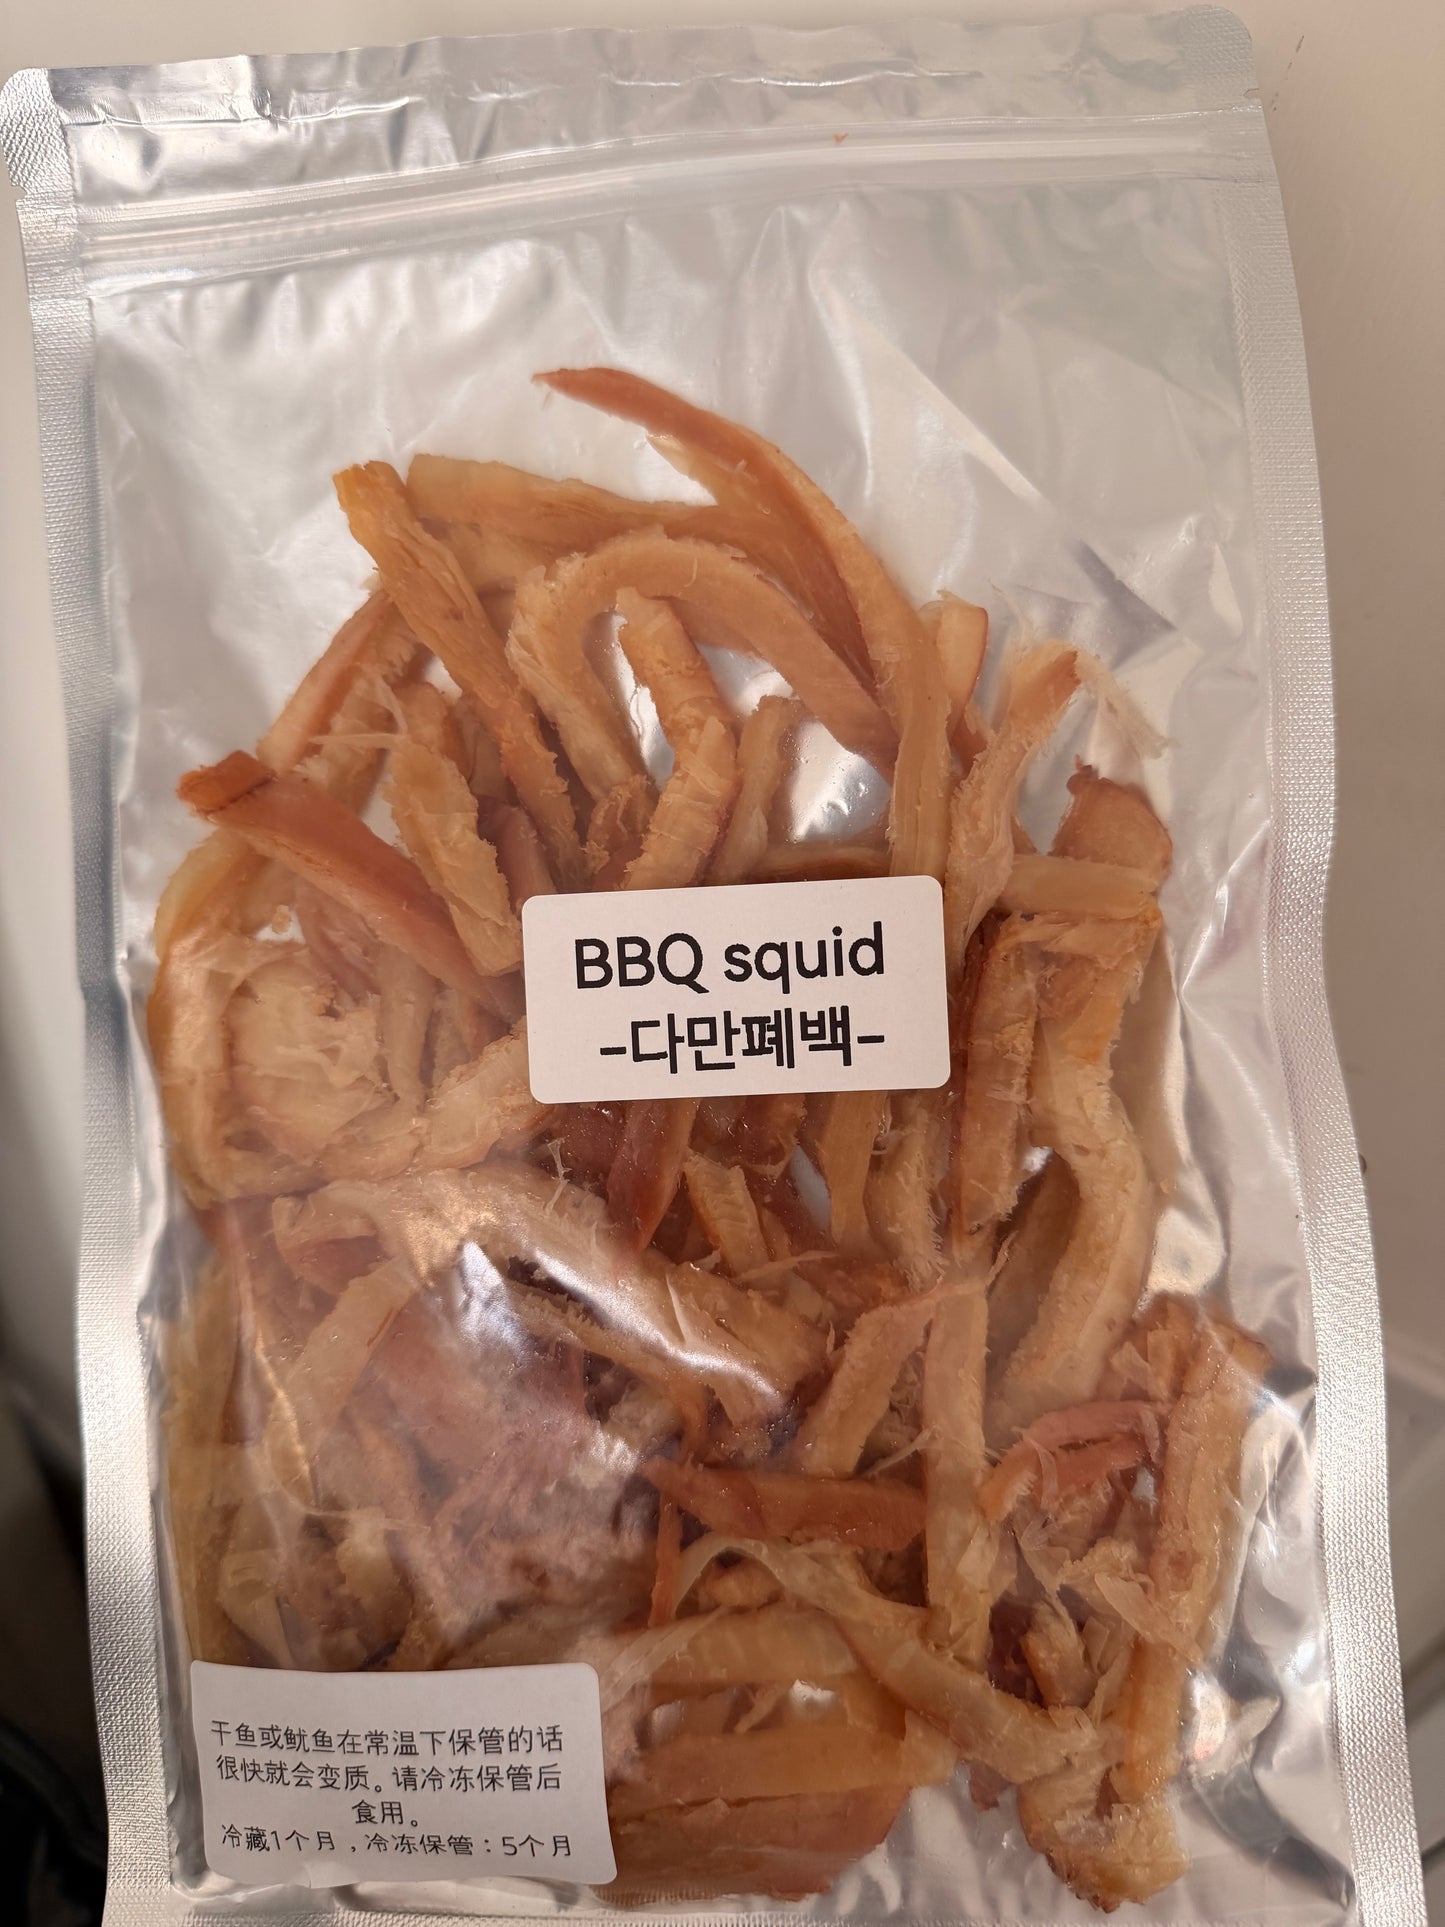 BBQ squid
-다만폐백-
干鱼或鱿鱼在常温下保管的话
很快就会变质。请冷冻保管后
食用。
冷藏1个月，冷冻保管：5个月